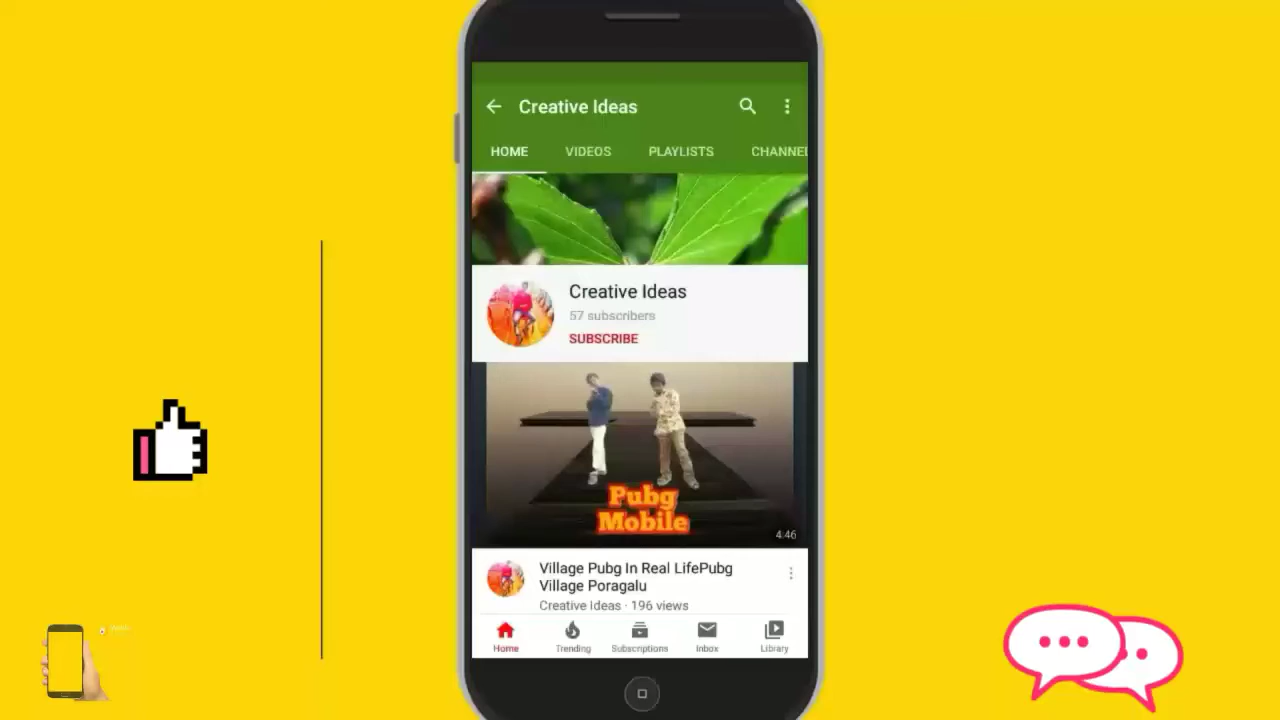 Creative Ideas
HOME VIDEOS PLAYLISTS CHANNEL
Creative Ideas
57 subscribers
SUBSCRIBE
Pubg
Mobile
4:46
Village Pubg In Real LifePubg
Village Poragalu
Creative Ideas · 196 views
Home Trending Subscriptions Inbox Library